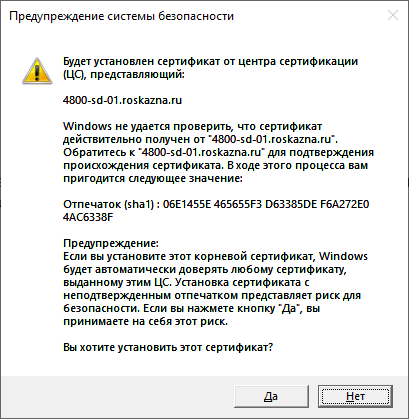 Предупреждение системы безопасности
Будет установлен сертификат от центра сертификации
(ЦС), представляющий:
4800-sd-01.roskazna.ru
Windows не удается проверить, что сертификат
действительно получен от "4800-sd-01.roskazna.ru".
Обратитесь к "4800-sd-01.roskazna.ru" для подтверждения
происхождения сертификата. В ходе этого процесса вам
пригодится следующее значение:
Отпечаток (sha1) : 06E1455E 465655F3 D63385DE F6A272E0
4AC6338F
Предупреждение:
Если вы установите этот корневой сертификат, Windows
будет автоматически доверять любому сертификату,
выданному этим ЦС. Установка сертификата с
неподтвержденным отпечатком представляет риск для
безопасности. Если вы нажмете кнопку "Да", вы
принимаете на себя этот риск.
Вы хотите установить этот сертификат?
Да
Нет